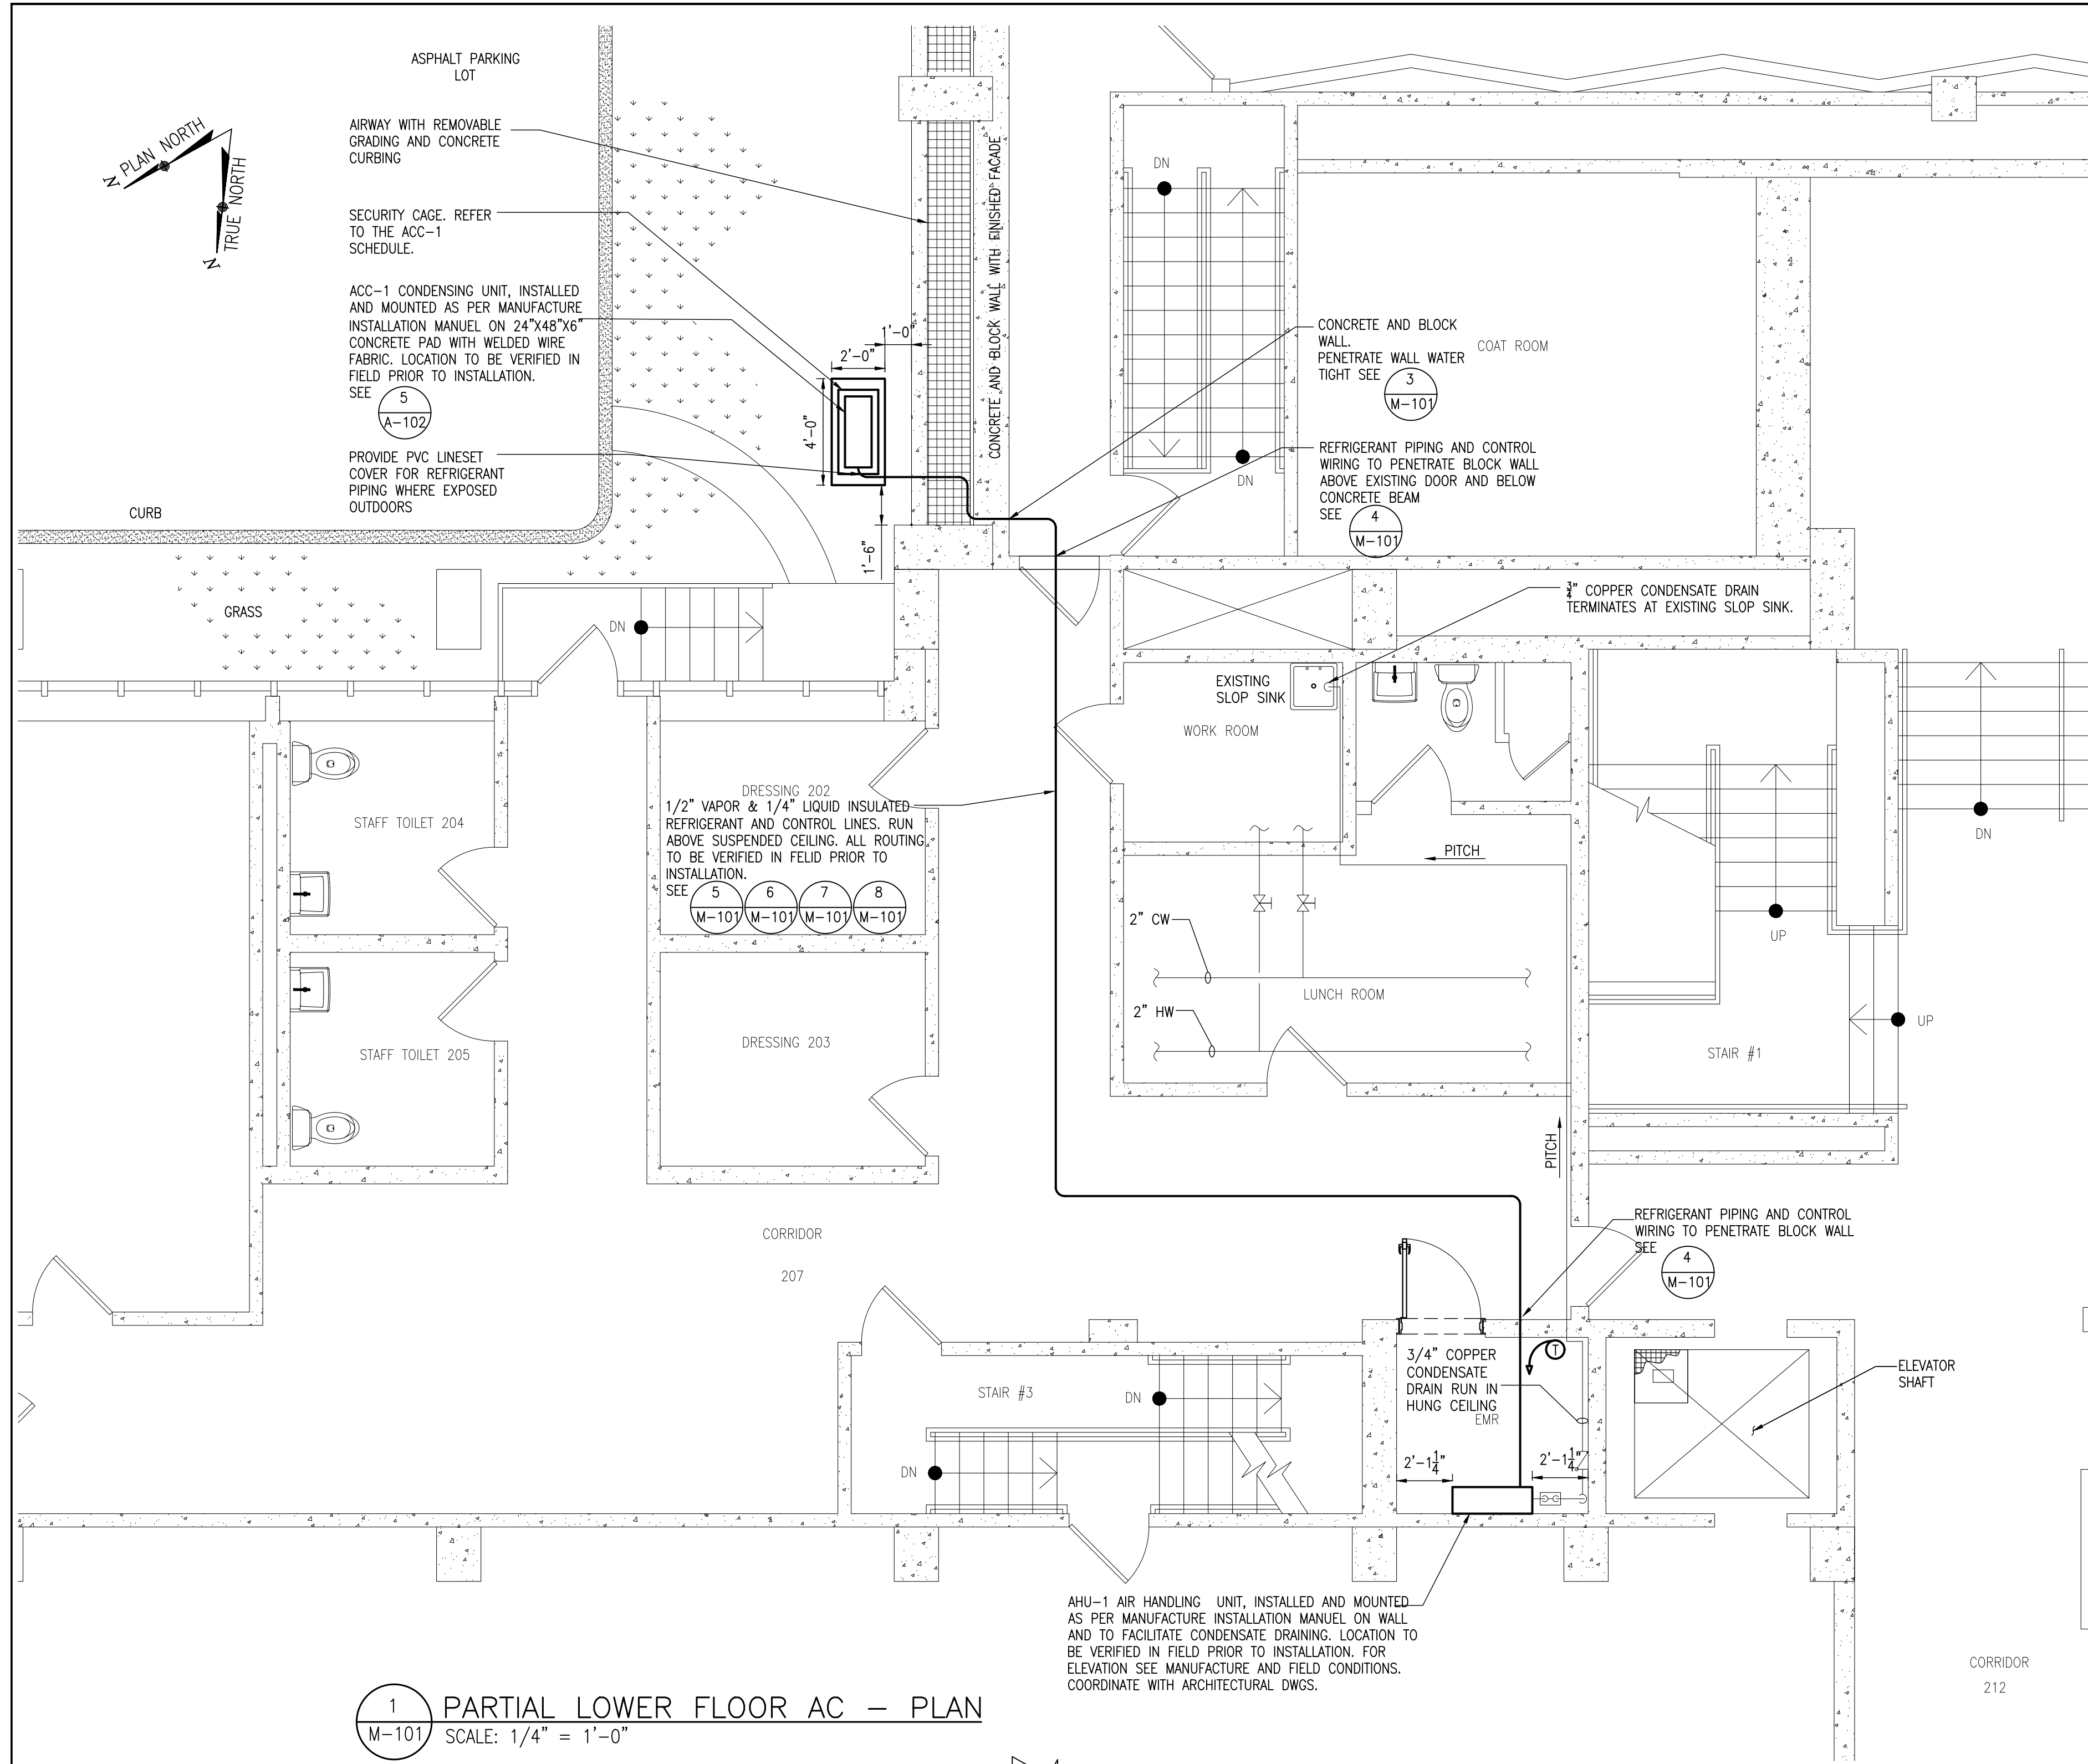 ASPHALT PARKING
LOT
AIRWAY WITH REMOVABLE
GRADING AND CONCRETE
CURBING
N PLAN NORTH
TRUE NORTH
N
SECURITY CAGE. REFER
TO THE ACC-1
SCHEDULE.
ACC-1 CONDENSING UNIT, INSTALLED
AND MOUNTED AS PER MANUFACTURE
INSTALLATION MANUEL ON 24"X48"X6"
CONCRETE PAD WITH WELDED WIRE
FABRIC. LOCATION TO BE VERIFIED IN
FIELD PRIOR TO INSTALLATION.
SEE
5
A-102
PROVIDE PVC LINESET
COVER FOR REFRIGERANT
PIPING WHERE EXPOSED
OUTDOORS
CURB
GRASS
1'-0"
2'-0"
4'-0"
1'-6"
CONCRETE AND BLOCK WALL WITH FINISHED FACADE
DN
DN
CONCRETE AND BLOCK
WALL.
PENETRATE WALL WATER
TIGHT SEE
3
M-101
COAT ROOM
REFRIGERANT PIPING AND CONTROL
WIRING TO PENETRATE BLOCK WALL
ABOVE EXISTING DOOR AND BELOW
CONCRETE BEAM
SEE
4
M-101
3/4" COPPER CONDENSATE DRAIN
TERMINATES AT EXISTING SLOP SINK.
DN
EXISTING
SLOP SINK
WORK ROOM
DRESSING 202
1/2" VAPOR & 1/4" LIQUID INSULATED
REFRIGERANT AND CONTROL LINES. RUN
ABOVE SUSPENDED CEILING. ALL ROUTING
TO BE VERIFIED IN FELID PRIOR TO
INSTALLATION.
SEE
5
M-101
6
M-101
7
M-101
8
M-101
STAFF TOILET 204
STAFF TOILET 205
DRESSING 203
PITCH
2" CW
2" HW
LUNCH ROOM
DN
UP
UP
STAIR #1
PITCH
CORRIDOR
207
REFRIGERANT PIPING AND CONTROL
WIRING TO PENETRATE BLOCK WALL
SEE
4
M-101
STAIR #3
DN
DN
3/4" COPPER
CONDENSATE
DRAIN RUN IN
HUNG CEILING
EMR
T
2'-1 1/4"
2'-1 1/4"
ELEVATOR
SHAFT
AHU-1 AIR HANDLING UNIT, INSTALLED AND MOUNTED
AS PER MANUFACTURE INSTALLATION MANUEL ON WALL
AND TO FACILITATE CONDENSATE DRAINING. LOCATION TO
BE VERIFIED IN FIELD PRIOR TO INSTALLATION. FOR
ELEVATION SEE MANUFACTURE AND FIELD CONDITIONS.
COORDINATE WITH ARCHITECTURAL DWGS.
CORRIDOR
212
1
M-101
PARTIAL LOWER FLOOR AC - PLAN
SCALE: 1/4" = 1'-0"